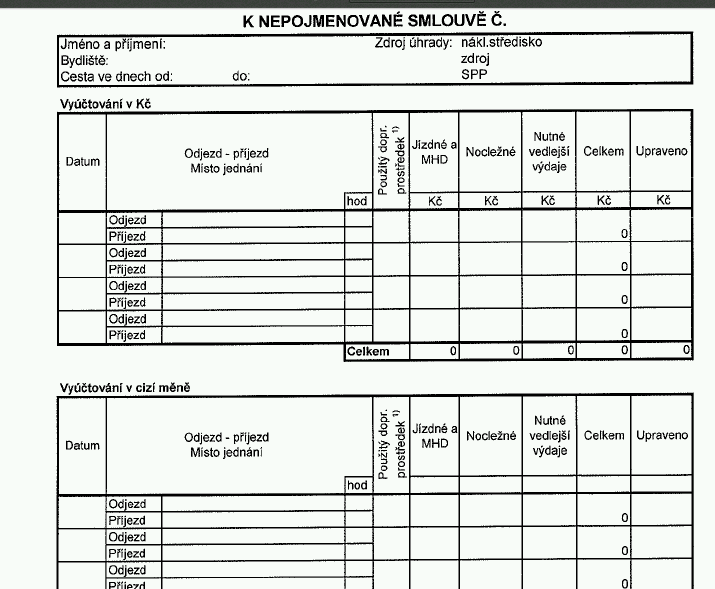 K NEPOJMENOVANÉ SMLOUVĚ Č.
Jméno a příjmení: Zdroj úhrady: nákl.středisko
Bydliště: zdroj
Cesta ve dnech od: do: SPP
Vyúčtování v Kč
Datum
Odjezd - příjezd
Místo jednání
hod
Použitý dopr.
prostředek 1)
Jízdné a
MHD
Nocležné
Nutné
vedlejší
výdaje
Celkem
Upraveno
Kč Kč Kč Kč Kč
Odjezd
Příjezd 0
Odjezd
Příjezd 0
Odjezd
Příjezd 0
Odjezd
Příjezd 0
Celkem 0 0 0 0 0
Vyúčtování v cizí měně
Datum
Odjezd - příjezd
Místo jednání
hod
Použitý dopr.
prostředek 1)
Jízdné a
MHD
Nocležné
Nutné
vedlejší
výdaje
Celkem
Upraveno
Odjezd
Příjezd 0
Odjezd
Příjezd 0
Odjezd
Příjezd 0